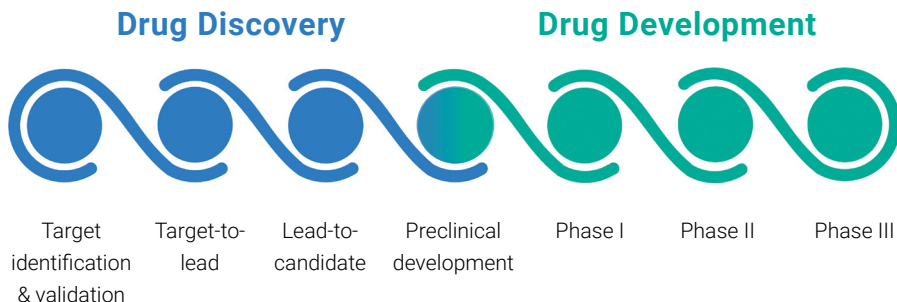 Drug Discovery
Drug Development
Target
identification
& validation
Target-to-
lead
Lead-to-
candidate
Preclinical
development
Phase I
Phase II
Phase III